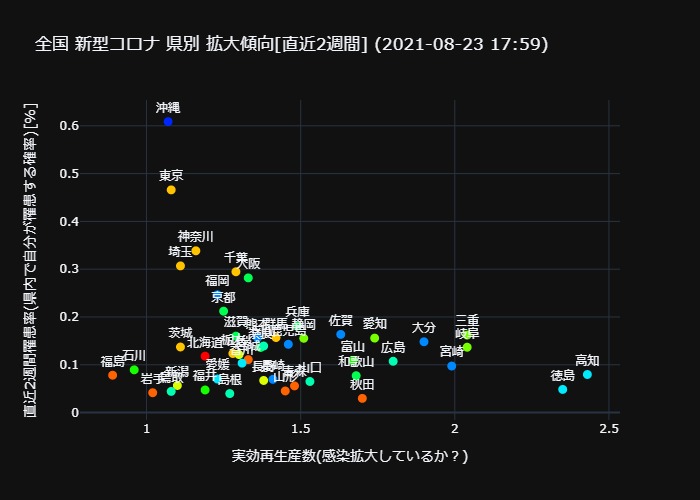 全国 新型コロナ 県別 拡大傾向[直近2週間] (2021-08-23 17:59)
直近2週間罹患率(県内で自分が罹患する確率)[%]
0.6
0.5
0.4
0.3
0.2
0.1
0
沖縄
東京
神奈川
埼玉
千葉
大阪
福岡
京都
兵庫
滋賀
群馬
静岡
佐賀
愛知
三重
岐阜
茨城
北海道
大分
広島
宮崎
富山
和歌山
石川
福島
愛媛
高知
徳島
新潟
岩手
福井
島根
山口
山形
秋田
1
1.5
2
2.5
実効再生産数(感染拡大しているか？)